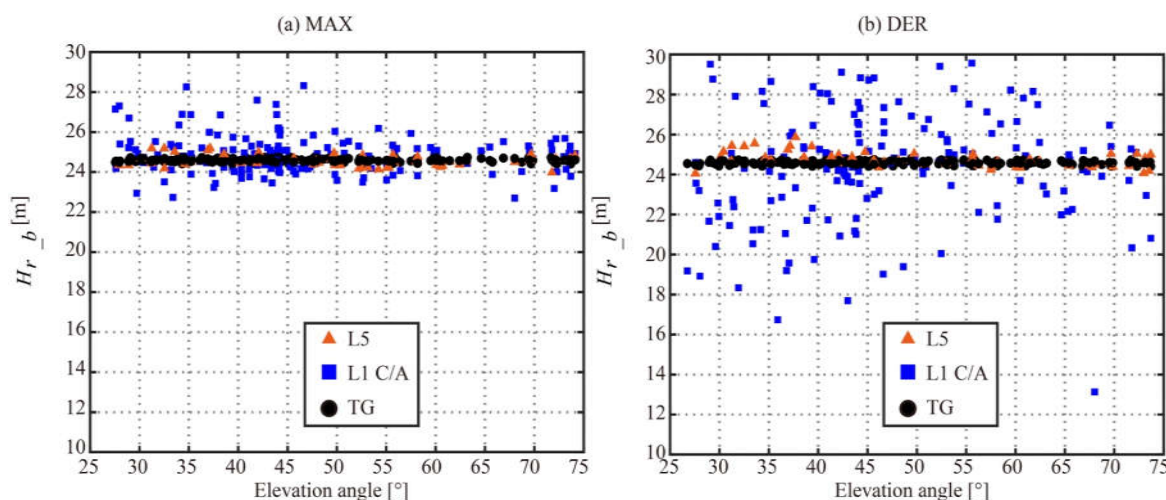 (a) MAX
30
28
26
24
22
20
18
16
14
12
10
H_r_b [m]
L5
L1 C/A
TG
25 30 35 40 45 50 55 60 65 70 75
Elevation angle [°]
(b) DER
30
28
26
24
22
20
18
16
14
12
10
H_r_b [m]
L5
L1 C/A
TG
25 30 35 40 45 50 55 60 65 70 75
Elevation angle [°]